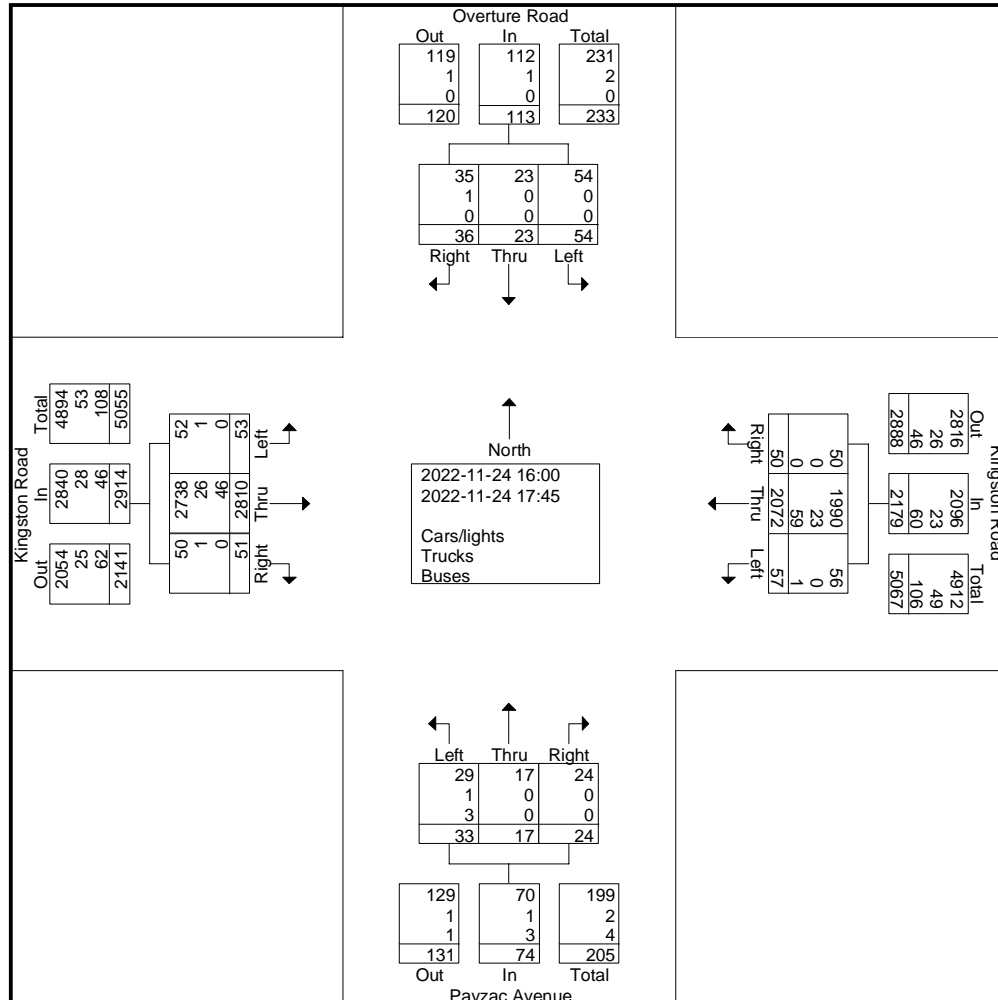 Overture Road
Out In Total
119 112 231
1 1 2
0 0 0
120 113 233
35 23 54
1 0 0
0 0 0
36 23 54
Right Thru Left
Kingston Road
Total In Out
4894 2840 2054
53 28 25
108 46 62
5055 2914 2141
52 2738 50
1 26 1
0 46 0
53 2810 51
Left Thru Right
North
2022-11-24 16:00
2022-11-24 17:45
Cars/lights
Trucks
Buses
Kingston Road
Out In Total
2816 2096 4912
26 23 49
46 60 106
2888 2179 5067
50 1990 56
0 23 0
0 59 1
50 2072 57
Right Thru Left
Left Thru Right
29 17 24
1 0 0
3 0 0
33 17 24
129 70 199
1 1 2
1 3 4
131 74 205
Out In Total
Payzac Avenue